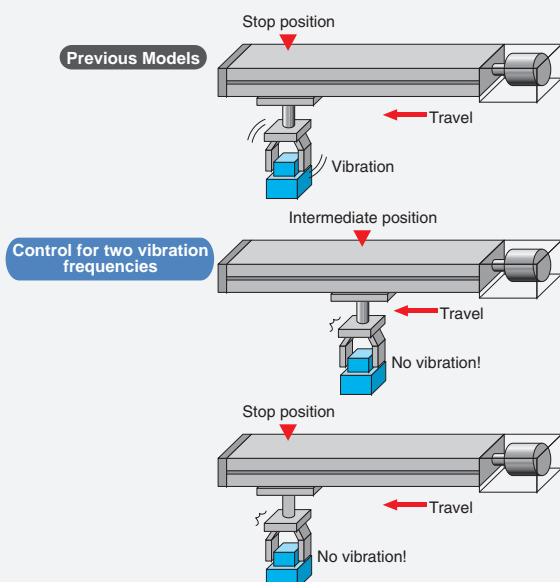 Stop position
Previous Models
Travel
Vibration
Intermediate position
Control for two vibration
frequencies
Travel
No vibration!
Stop position
Travel
No vibration!